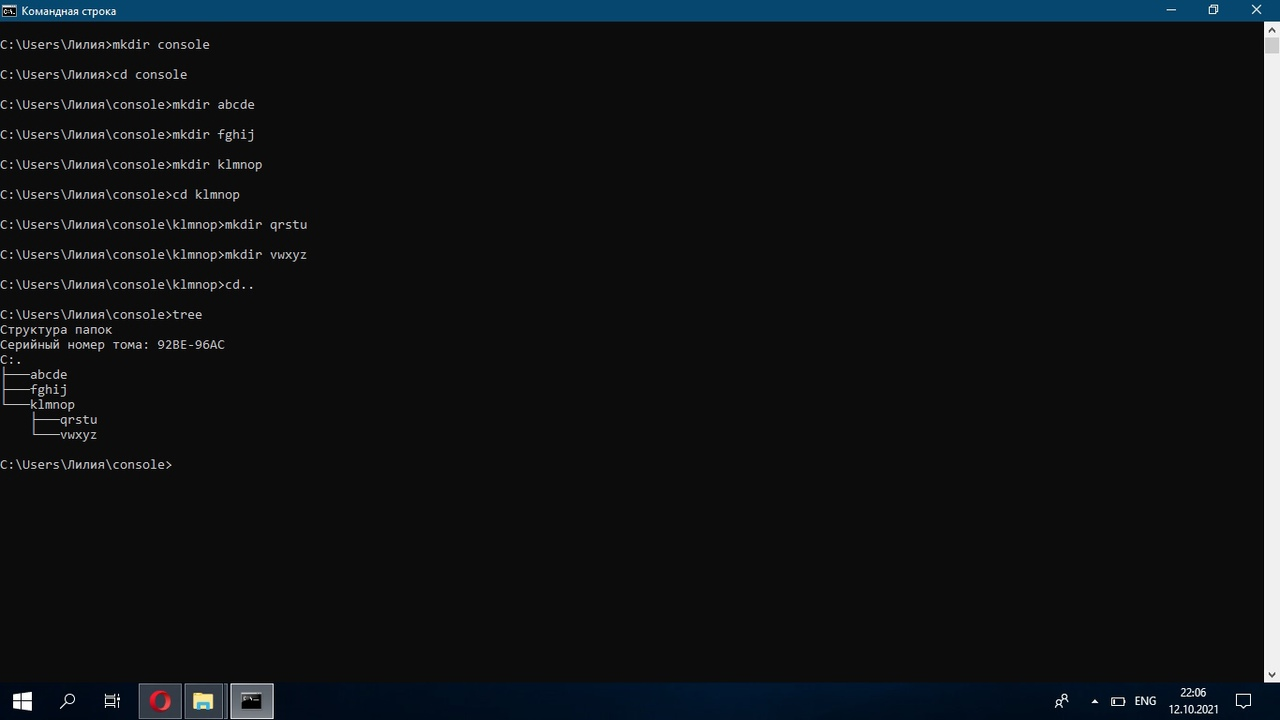 Командная строка
C:\Users\Лилия>mkdir console
C:\Users\Лилия>cd console
C:\Users\Лилия\console>mkdir abcde
C:\Users\Лилия\console>mkdir fghij
C:\Users\Лилия\console>mkdir klmnop
C:\Users\Лилия\console>cd klmnop
C:\Users\Лилия\console\klmnop>mkdir qrstu
C:\Users\Лилия\console\klmnop>mkdir vwxyz
C:\Users\Лилия\console\klmnop>cd..
C:\Users\Лилия\console>tree
Структура папок
Серийный номер тома: 92BE-96AC
C:.
├───abcde
├───fghij
└───klmnop
    ├───qrstu
    └───vwxyz
C:\Users\Лилия\console>
ENG
22:06
12.10.2021